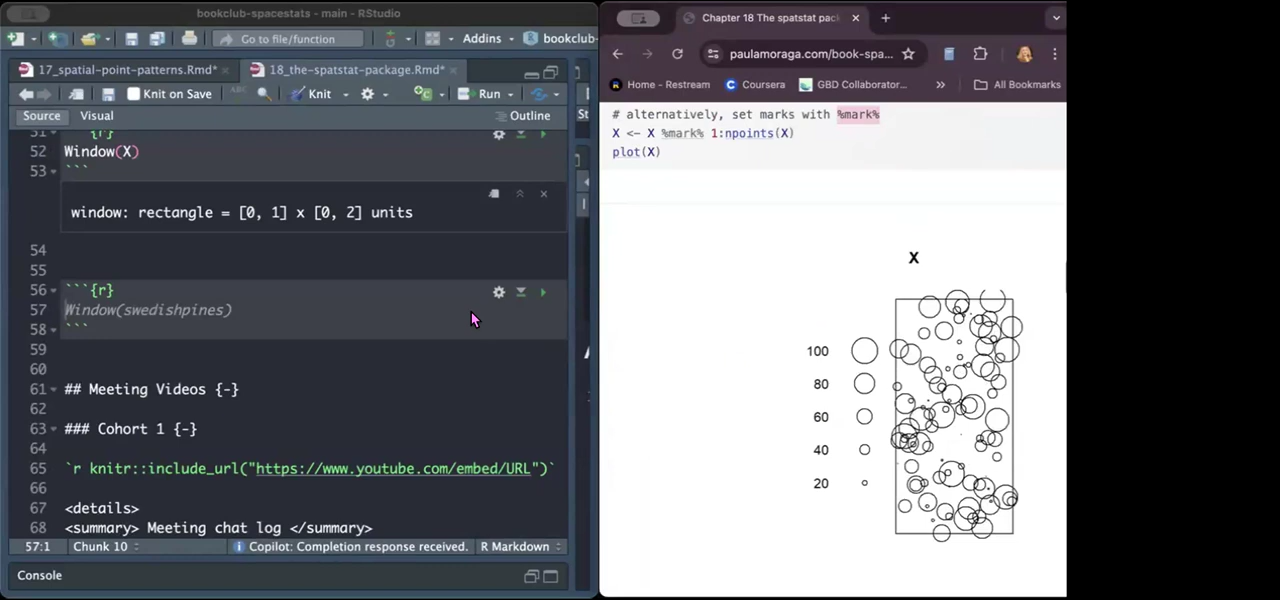 bookclub-spacestats - main - RStudio
Go to file/function
Addins
bookclub-
17_spatial-point-patterns.Rmd*
18_the-spatstat-package.Rmd*
Knit on Save
ABC
Knit
Run
Source
Visual
Outline
51 ```{r}
52 Window(X)
53 ```
window: rectangle = [0, 1] x [0, 2] units
54
55
56 ```{r}
57 Window(swedishpines)
58 ```
59
60
61 ## Meeting Videos {-}
62
63 ### Cohort 1 {-}
64
65 `r knitr::include_url("https://www.youtube.com/embed/URL")`
66
67 <details>
68 <summary> Meeting chat log </summary>
57:1
Chunk 10
Copilot: Completion response received.
R Markdown
Console
St
Chapter 18 The spatstat pac
paulamoraga.com/book-spa...
Home - Restream
Coursera
GBD Collaborator...
»
All Bookmarks
# alternatively, set marks with %mark%
X <- X %mark% 1:npoints(X)
plot(X)
X
100
80
60
40
20